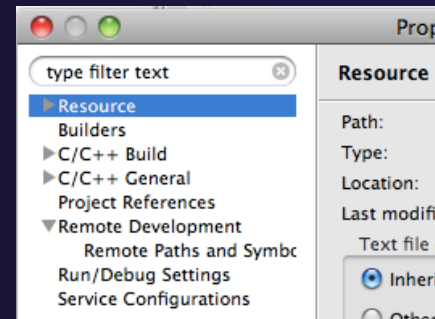 Prop
type filter text
Resource
Builders
C/C++ Build
C/C++ General
Project References
Remote Development
Remote Paths and Symbo
Run/Debug Settings
Service Configurations
Resource
Path:
Type:
Location:
Last modifi
Text file
Inheri
Other